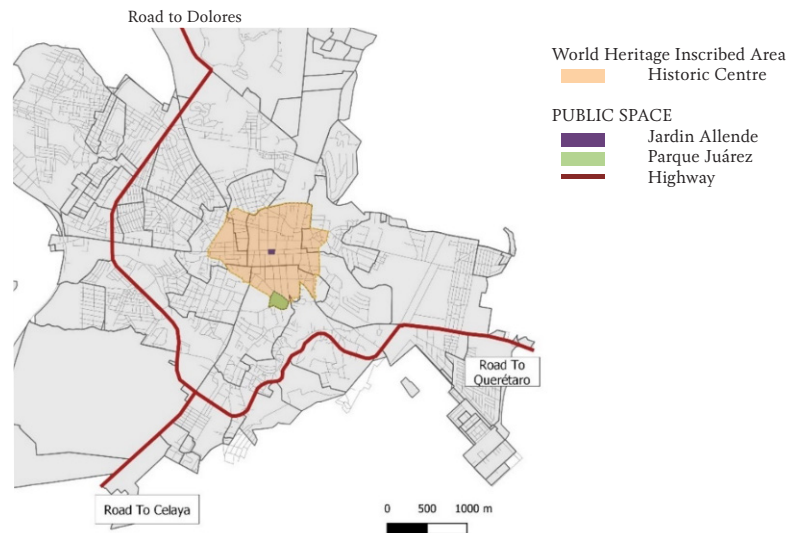 Road to Dolores
World Heritage Inscribed Area
Historic Centre
PUBLIC SPACE
Jardin Allende
Parque Juárez
Highway
Road To
Querétaro
Road To Celaya
0 500 1000 m